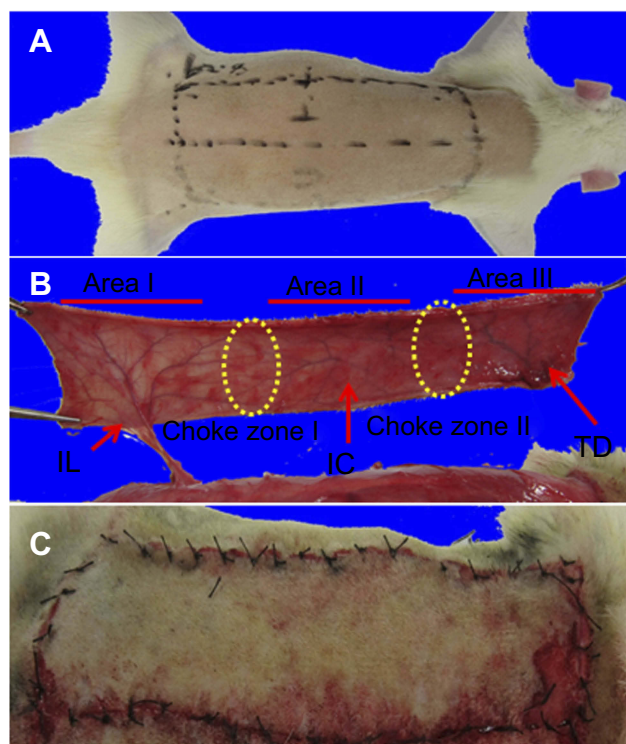 A
B
Area I
Area II
Area III
Choke zone I
Choke zone II
IL
IC
TD
C